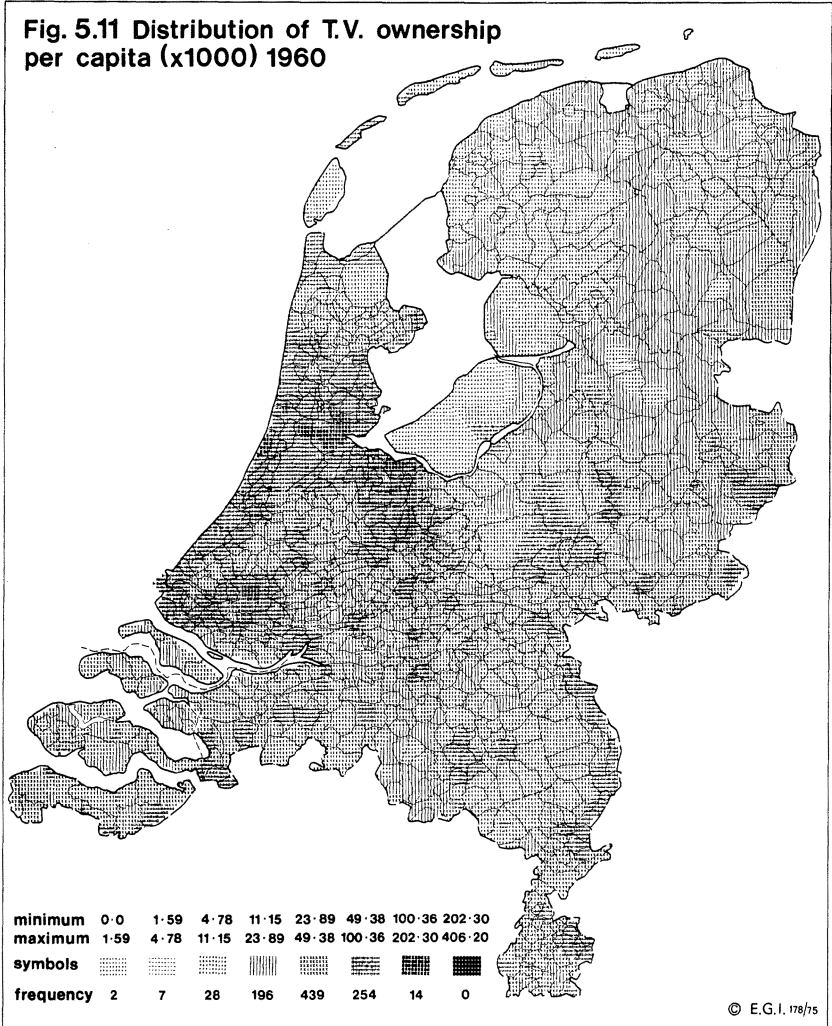 Fig. 5.11 Distribution of T.V. ownership
per capita (x1000) 1960
minimum 0·0 1·59 4·78 11·15 23·89 49·38 100·36 202·30
maximum 1·59 4·78 11·15 23·89 49·38 100·36 202·30 406·20
symbols
frequency 2 7 28 196 439 254 14 0
© E.G.I. 178/75